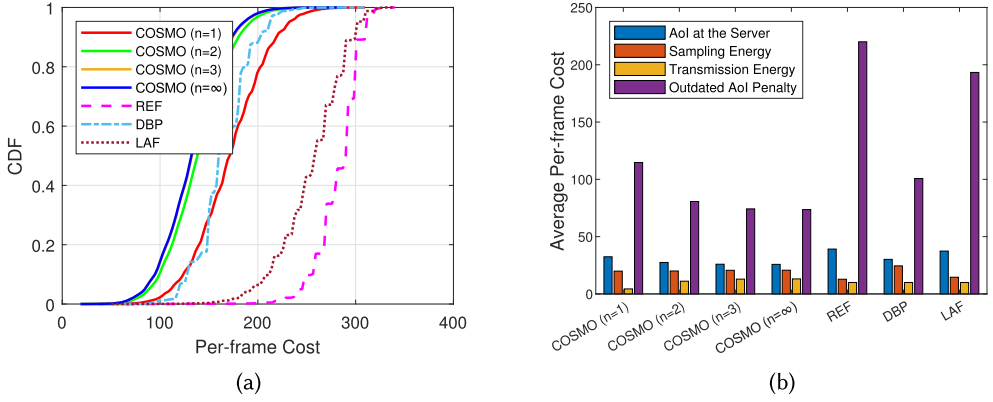 COSMO (n=1)
COSMO (n=2)
COSMO (n=3)
COSMO (n=∞)
REF
DBP
LAF
1
0.8
0.6
0.4
0.2
0
CDF
0
100
200
300
400
Per-frame Cost
(a)
AoI at the Server
Sampling Energy
Transmission Energy
Outdated AoI Penalty
250
200
150
100
50
0
Average Per-frame Cost
COSMO (n=1)
COSMO (n=2)
COSMO (n=3)
COSMO (n=∞)
REF
DBP
LAF
(b)